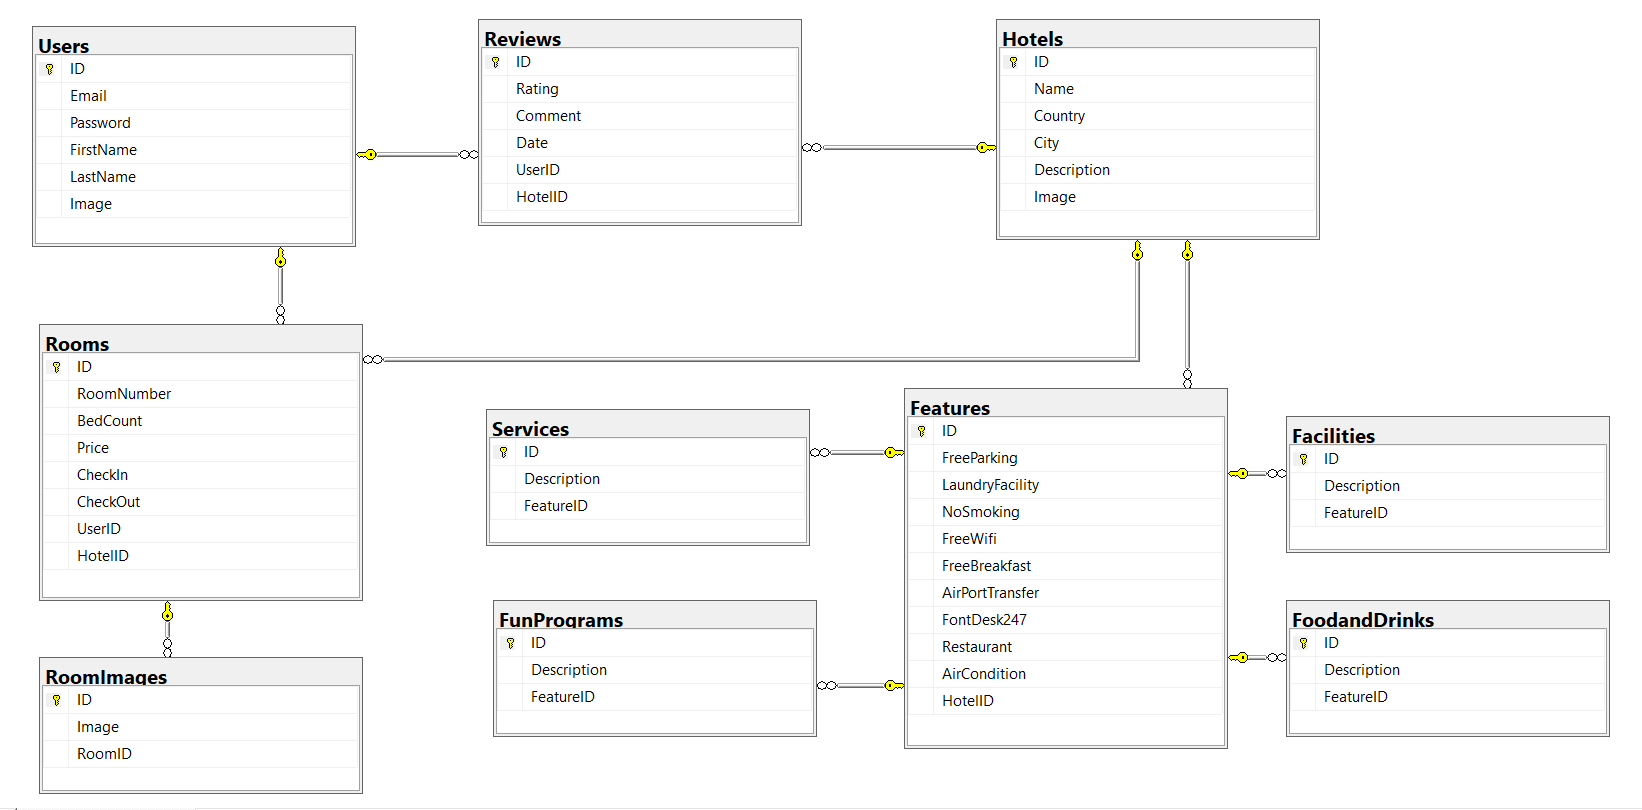 Users
ID
Email
Password
FirstName
LastName
Image
Reviews
ID
Rating
Comment
Date
UserID
HotelID
Hotels
ID
Name
Country
City
Description
Image
Rooms
ID
RoomNumber
BedCount
Price
CheckIn
CheckOut
UserID
HotelID
Services
ID
Description
FeatureID
Features
ID
FreeParking
LaundryFacility
NoSmoking
FreeWifi
FreeBreakfast
AirPortTransfer
FontDesk247
Restaurant
AirCondition
HotelID
Facilities
ID
Description
FeatureID
FunPrograms
ID
Description
FeatureID
FoodandDrinks
ID
Description
FeatureID
RoomImages
ID
Image
RoomID